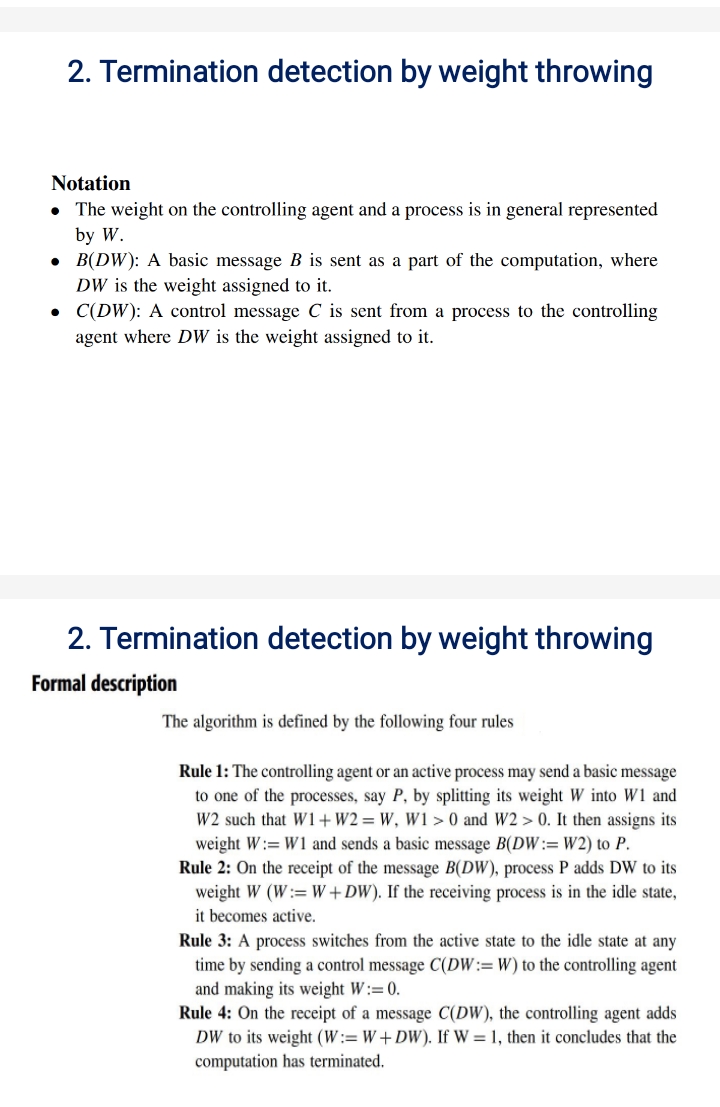 2. Termination detection by weight throwing
Notation
• The weight on the controlling agent and a process is in general represented
by W.
• B(DW): A basic message B is sent as a part of the computation, where
DW is the weight assigned to it.
• C(DW): A control message C is sent from a process to the controlling
agent where DW is the weight assigned to it.
2. Termination detection by weight throwing
Formal description
The algorithm is defined by the following four rules
Rule 1: The controlling agent or an active process may send a basic message
to one of the processes, say P, by splitting its weight W into W1 and
W2 such that W1+W2 = W, W1 > 0 and W2 > 0. It then assigns its
weight W:= W1 and sends a basic message B(DW:= W2) to P.
Rule 2: On the receipt of the message B(DW), process P adds DW to its
weight W (W:= W+DW). If the receiving process is in the idle state,
it becomes active.
Rule 3: A process switches from the active state to the idle state at any
time by sending a control message C(DW:= W) to the controlling agent
and making its weight W:= 0.
Rule 4: On the receipt of a message C(DW), the controlling agent adds
DW to its weight (W:= W+DW). If W = 1, then it concludes that the
computation has terminated.